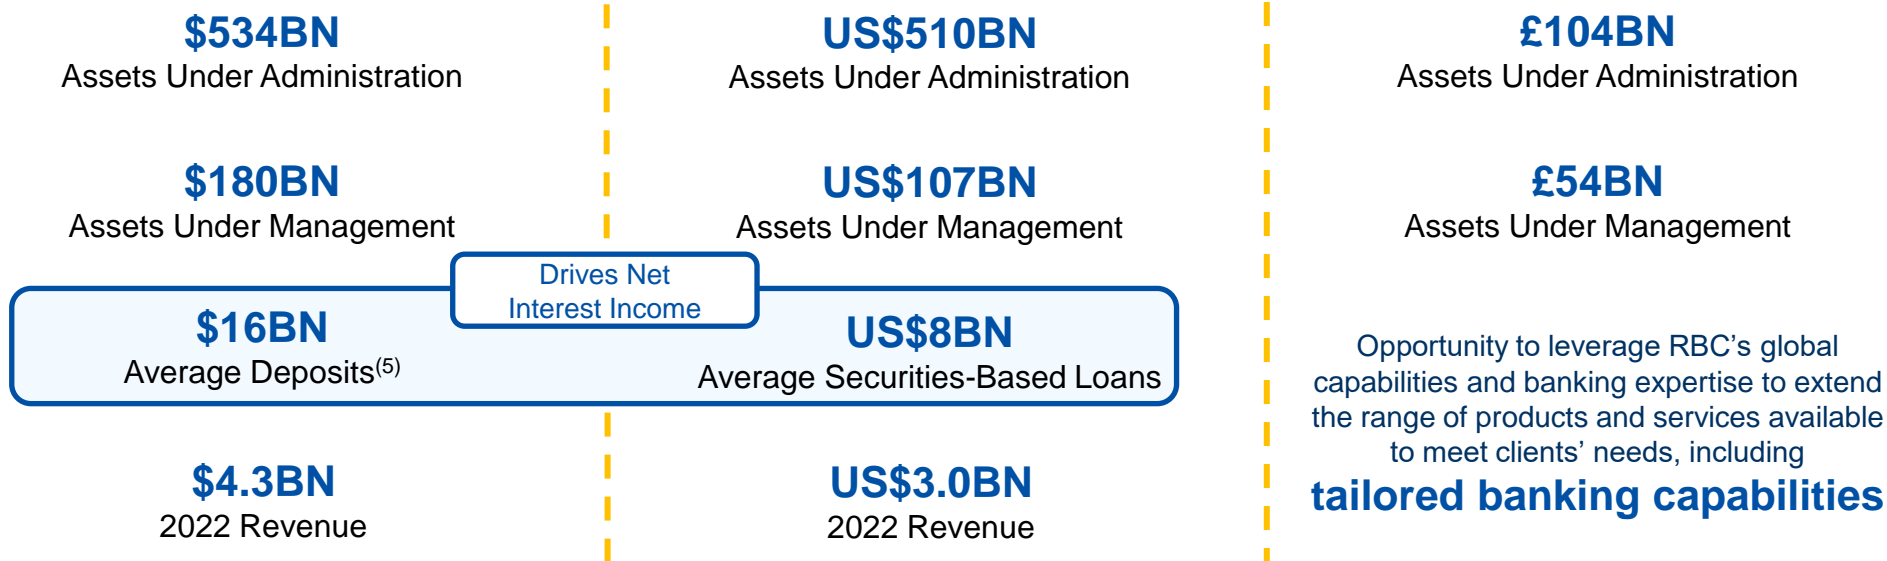 $534BN
Assets Under Administration
$180BN
Assets Under Management
Drives Net
Interest Income
$16BN
Average Deposits(5)
$4.3BN
2022 Revenue
US$510BN
Assets Under Administration
US$107BN
Assets Under Management
US$8BN
Average Securities-Based Loans
US$3.0BN
2022 Revenue
£104BN
Assets Under Administration
£54BN
Assets Under Management
Opportunity to leverage RBC’s global
capabilities and banking expertise to extend
the range of products and services available
to meet clients’ needs, including
tailored banking capabilities